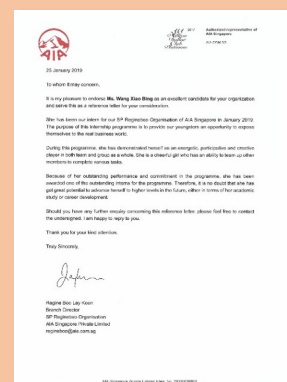 Authorised representative of
AIA Singapore
AIA
25 January 2019
To whom it may concern,
It is my pleasure to endorse Ms. Wang Xiao Bing as an excellent candidate for your organization
and serve this as a reference letter for your consideration.
She has been our intern for our SP Reginebee Organisation of AIA Singapore in January 2019.
The purpose of this internship programme is to provide our youngsters an opportunity to expose
themselves to the real business world.
During this programme, she has demonstrated herself as an energetic, participative and creative
player in both team and group as a whole. She is a cheerful girl who has an ability to team up other
members to complete various tasks.
Because of her outstanding performance and commitment in the programme, she has been
awarded one of the outstanding interns for the programme. Therefore, it is no doubt that she has
got great potential to advance herself to higher levels in the future, either in terms of her academic
study or career development.
Should you have any further enquiry concerning this reference letter, please feel free to contact
the undersigned. I am happy to reply to you.
Thank you for your kind attention.
Truly Sincerely,
Regine Bee Lay Koon
Branch Director
SP Reginebee Organisation
AIA Singapore Private Limited